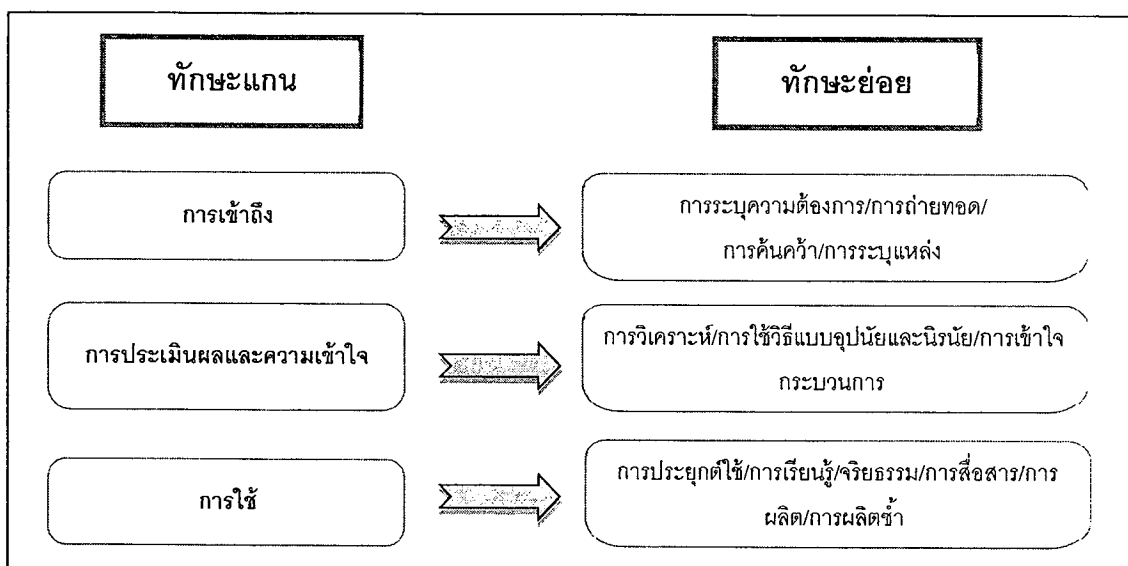 ทักษะแกน
ทักษะย่อย
การเข้าถึง
การระบุความต้องการ/การถ่ายทอด/
การค้นคว้า/การระบุแหล่ง
การประเมินผลและความเข้าใจ
การวิเคราะห์/การใช้วิธีแบบอุปนัยและนิรนัย/การเข้าใจ
กระบวนการ
การใช้
การประยุกต์ใช้/การเรียนรู้/จริยธรรม/การสื่อสาร/การ
ผลิต/การผลิตซ้ำ